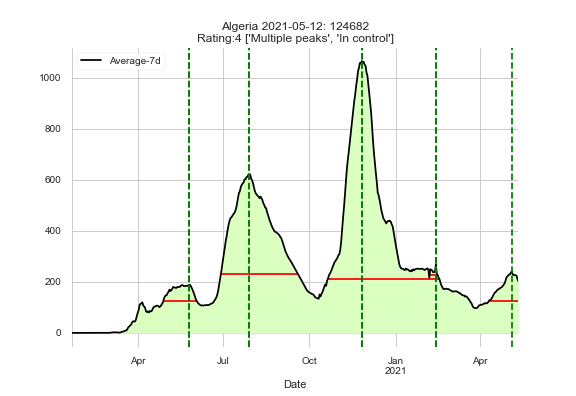 Algeria 2021-05-12: 124682
Rating:4 ['Multiple peaks', 'In control']
Average-7d
1000
800
600
400
200
0
Apr
Jul
Oct
Jan
2021
Apr
Date